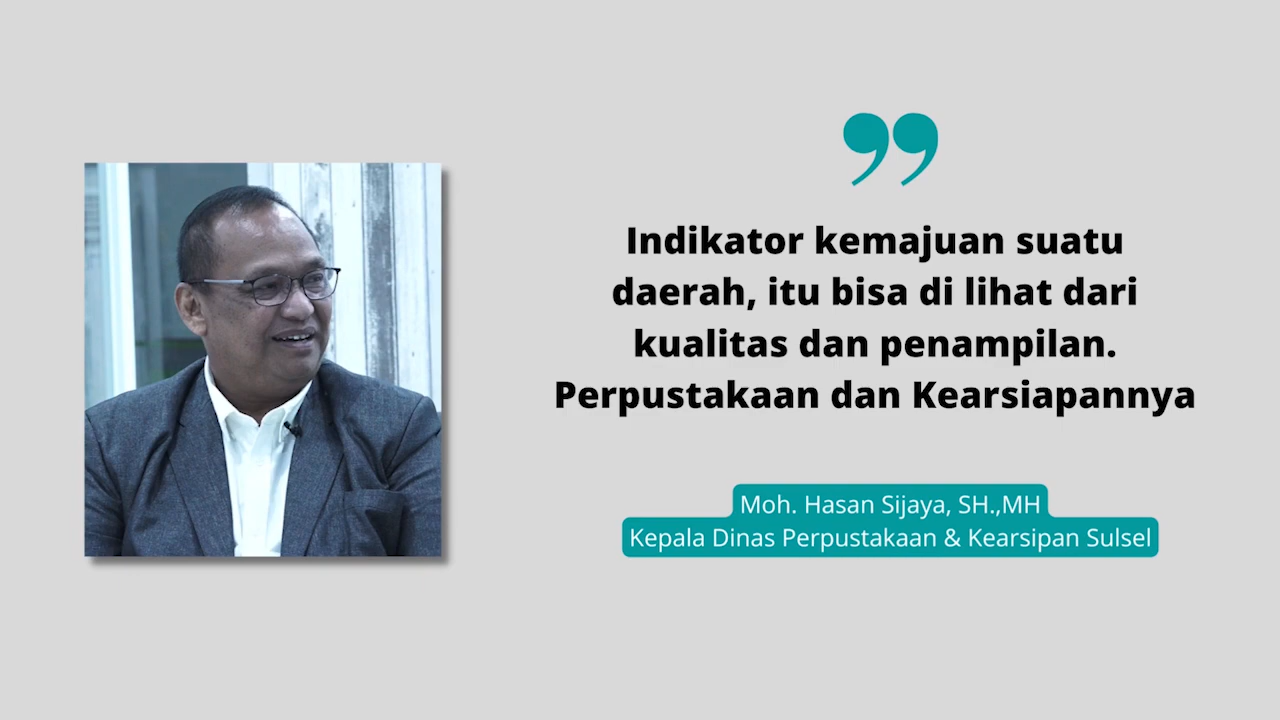 Indikator kemajuan suatu
daerah, itu bisa di lihat dari
kualitas dan penampilan.
Perpustakaan dan Kearsiapannya
Moh. Hasan Sijaya, SH.,MH
Kepala Dinas Perpustakaan & Kearsipan Sulsel